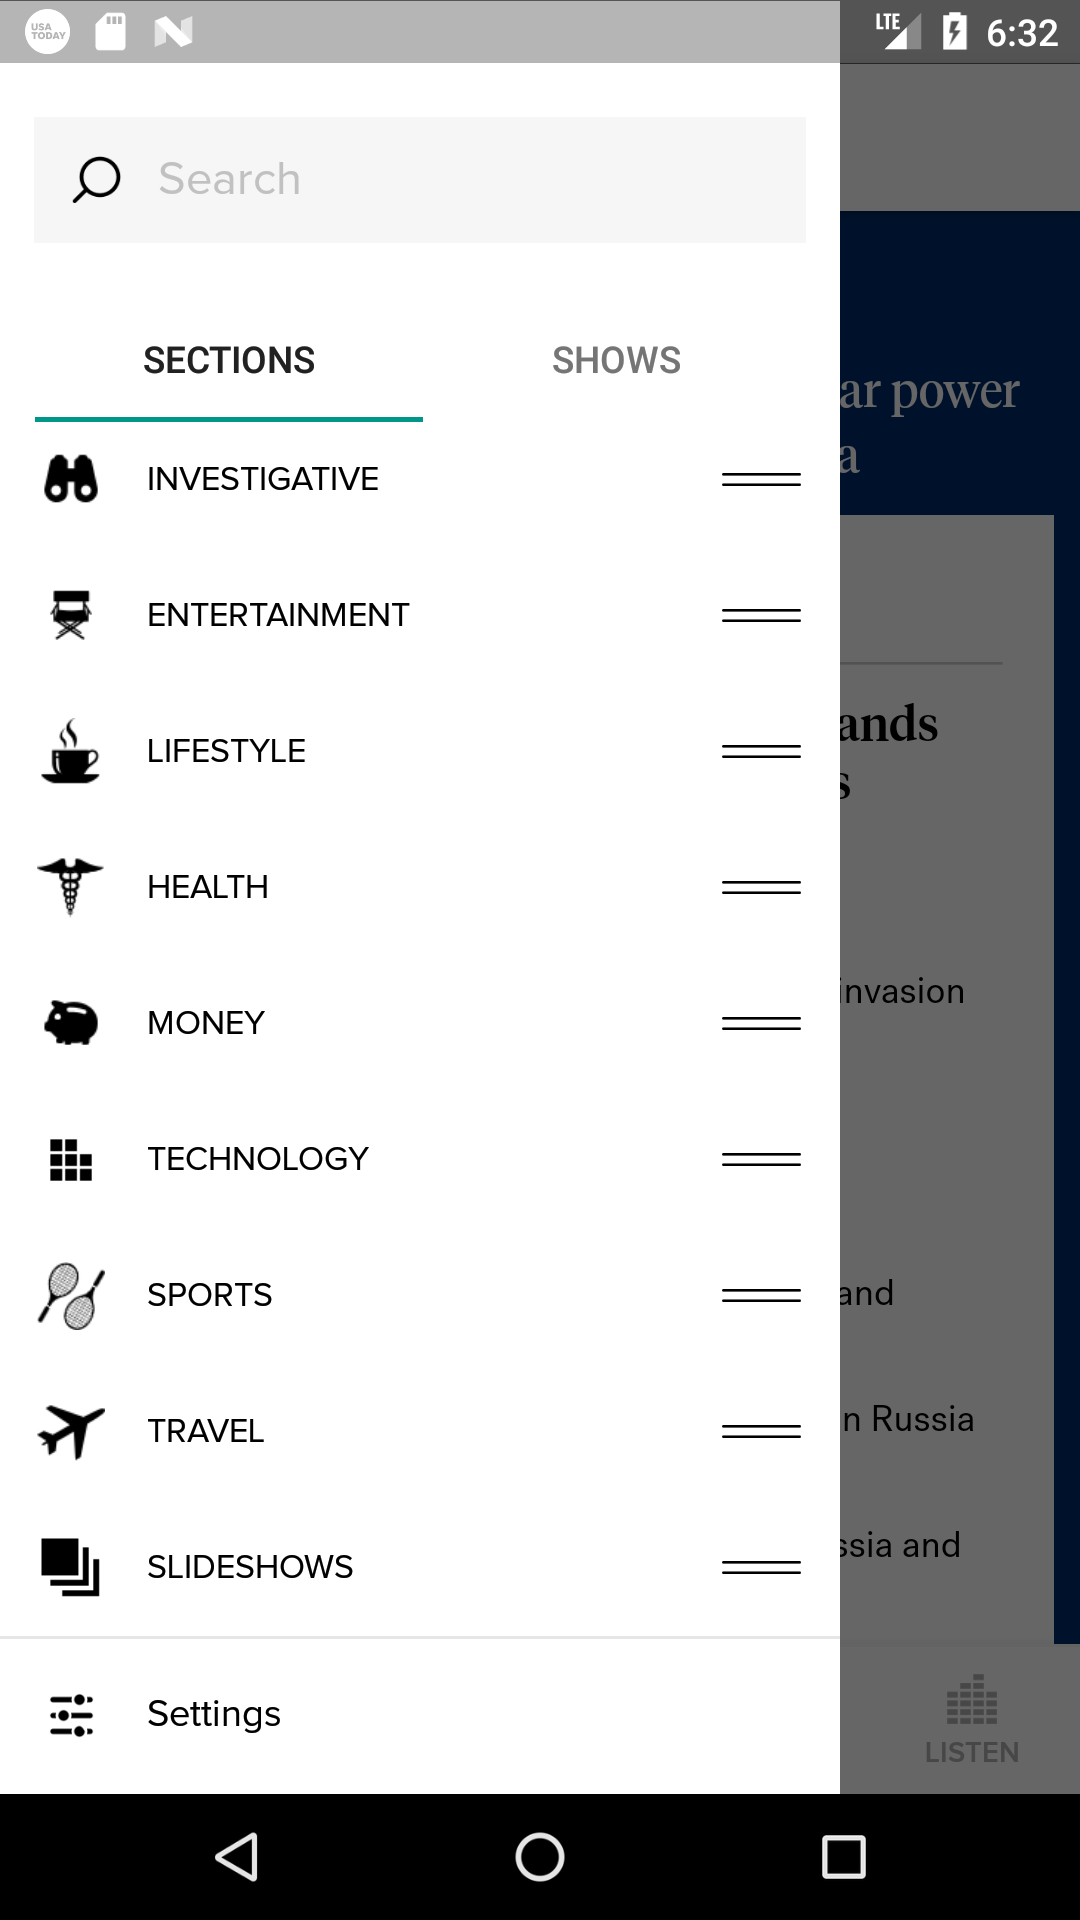 USA
TODAY
LTE
6:32
Search
SECTIONS
SHOWS
ar power
a
INVESTIGATIVE
ENTERTAINMENT
ands
LIFESTYLE
s
HEALTH
invasion
MONEY
TECHNOLOGY
SPORTS
and
TRAVEL
n Russia
ssia and
SLIDESHOWS
Settings
LISTEN